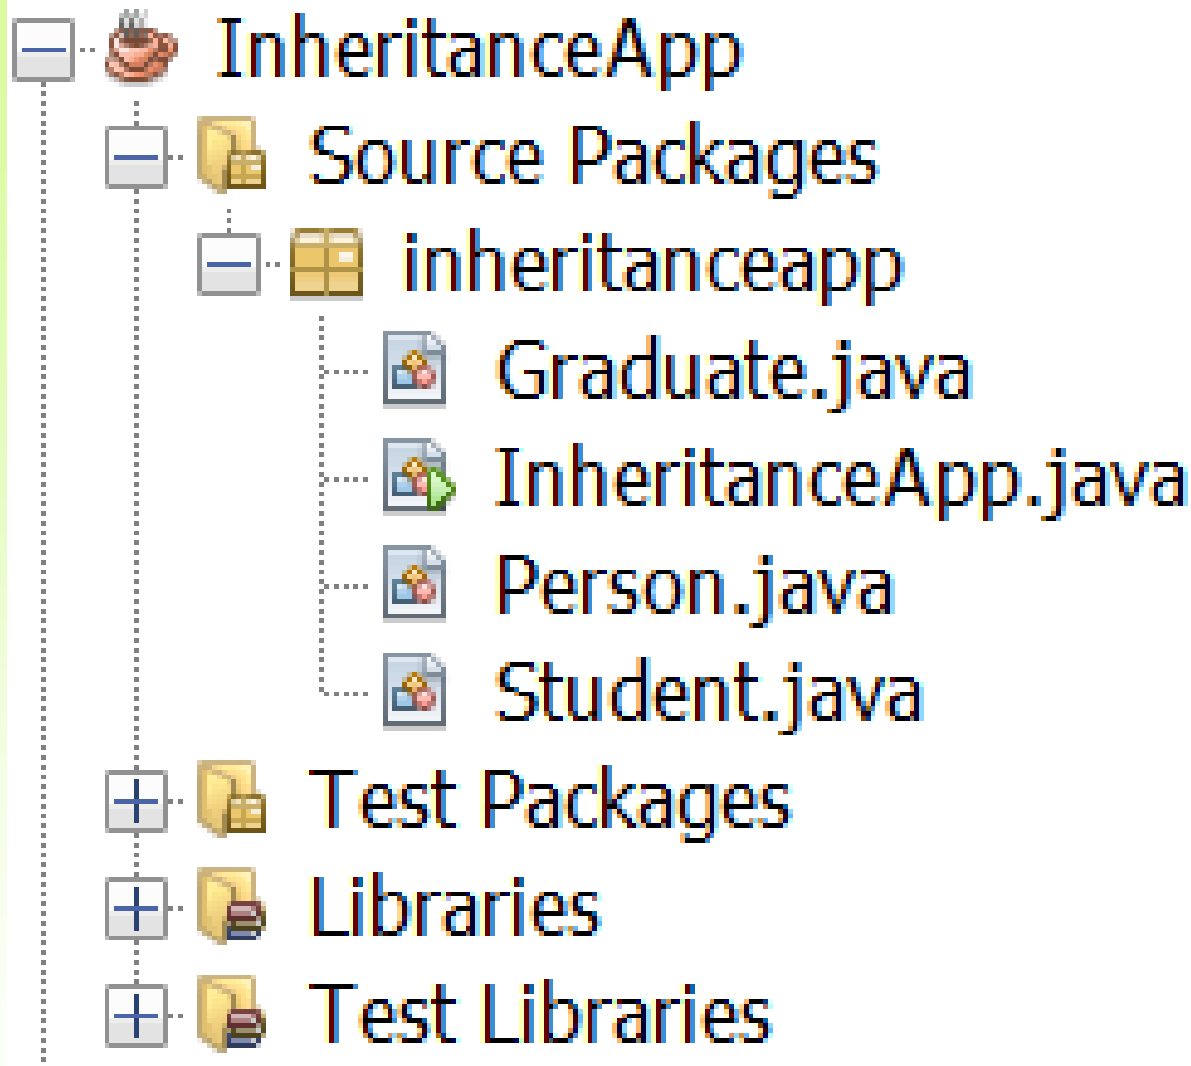 InheritanceApp
Source Packages
inheritanceapp
Graduate.java
InheritanceApp.java
Person.java
Student.java
Test Packages
Libraries
Test Libraries